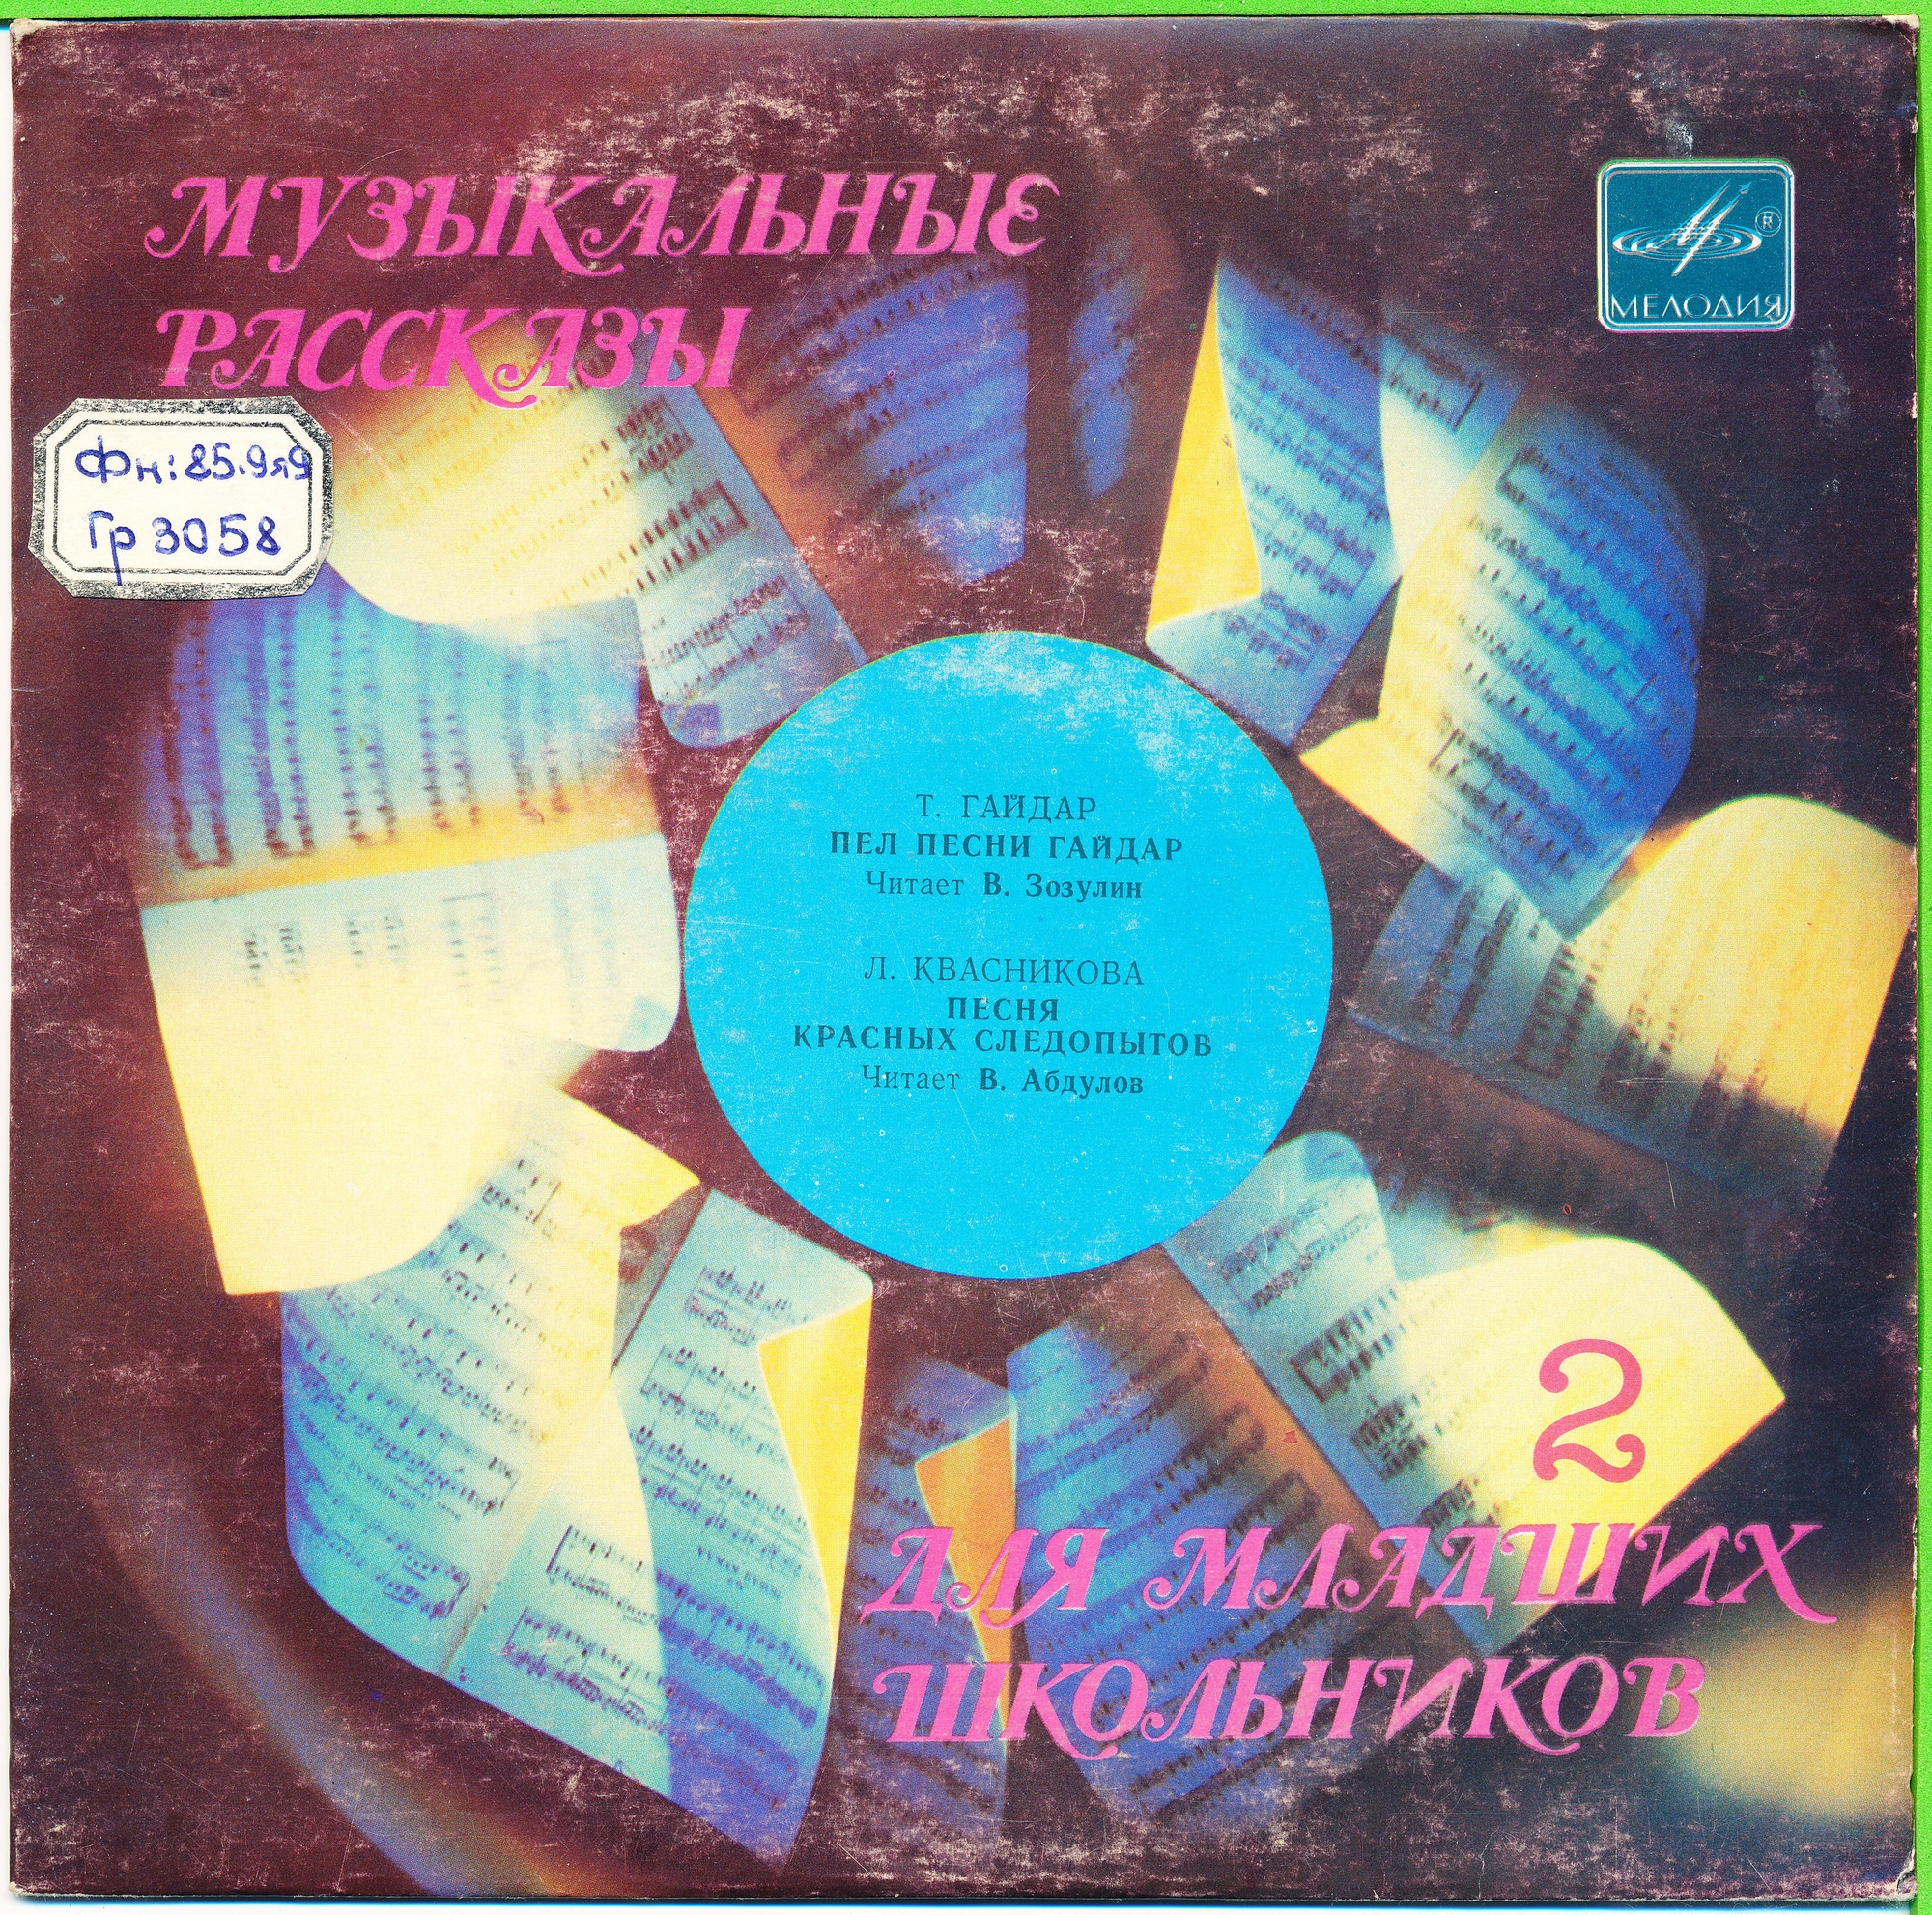 МУЗЫКАЛЬНЫЕ
РАССКАЗЫ
®
МЕЛОДИЯ
Фн: 85.9я9
Гр 3058
Т. ГАЙДАР
ПЕЛ ПЕСНИ ГАЙДАР
Читает В. Зозулин
Л. КВАСНИКОВА
ПЕСНЯ
КРАСНЫХ СЛЕДОПЫТОВ
Читает В. Абдулов
2
ДЛЯ МЛАДШИХ
ШКОЛЬНИКОВ